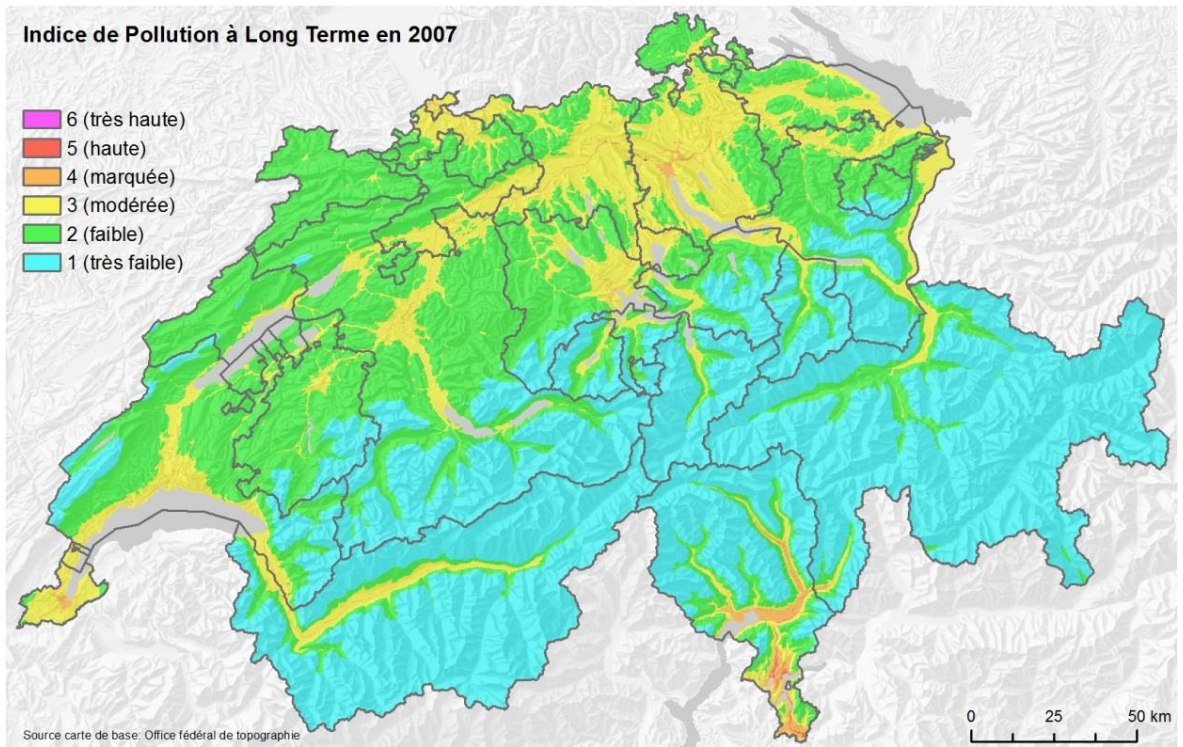 Indice de Pollution à Long Terme en 2007
6 (très haute)
5 (haute)
4 (marquée)
3 (modérée)
2 (faible)
1 (très faible)
Source carte de base: Office fédéral de topographie
0 25 50 km